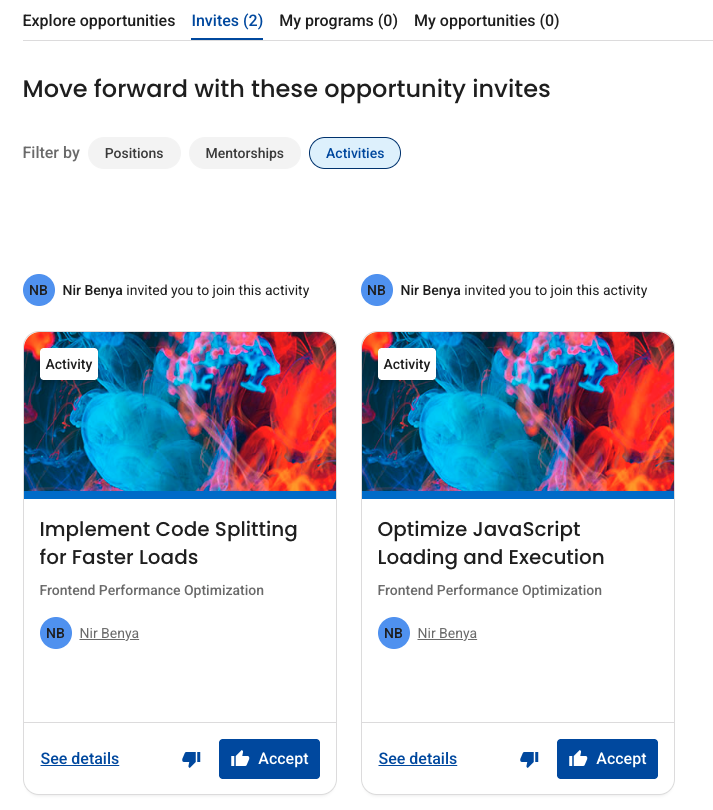 Explore opportunities Invites (2) My programs (0) My opportunities (0)
Move forward with these opportunity invites
Filter by Positions Mentorships Activities
NB Nir Benya invited you to join this activity
NB Nir Benya invited you to join this activity
Activity
Activity
Implement Code Splitting
for Faster Loads
Frontend Performance Optimization
NB Nir Benya
See details Accept
Optimize JavaScript
Loading and Execution
Frontend Performance Optimization
NB Nir Benya
See details Accept